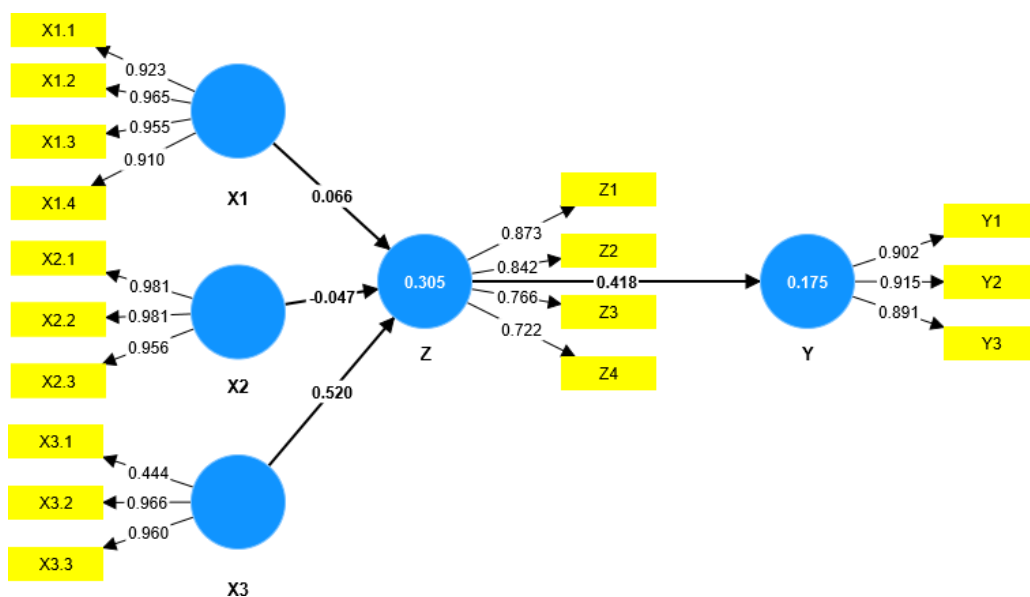 X1.1
0.923
X1.2
0.965
X1.3
0.955
0.910
X1.4
X1
0.066
X2.1
0.981
X2.2
0.981
X2.3
0.956
X2
-0.047
X3.1
0.444
X3.2
0.966
X3.3
0.960
X3
0.520
0.305
Z
Z1
0.873
Z2
0.842
0.418
0.766
Z3
0.722
Z4
0.175
Y
Y1
0.902
Y2
0.915
0.891
Y3